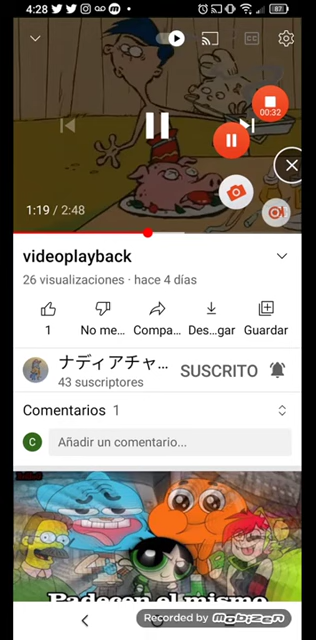 4:28
87
CC
00:32
1:19 / 2:48
videoplayback
26 visualizaciones · hace 4 días
1
No me...
Compa...
Des...gar
Guardar
ナディアチャ...
SUSCRITO
43 suscriptores
Comentarios 1
C
Añadir un comentario...
Padecen el mismo
Recorded by Mobizen